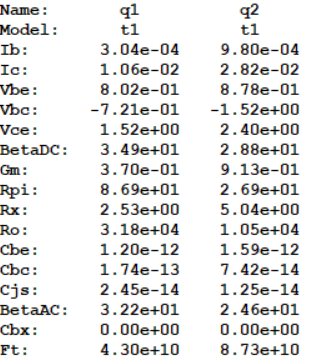 Name: q1 q2
Model: t1 t1
Ib: 3.04e-04 9.80e-04
Ic: 1.06e-02 2.82e-02
Vbe: 8.02e-01 8.78e-01
Vbc: -7.21e-01 -1.52e+00
Vce: 1.52e+00 2.40e+00
BetaDC: 3.49e+01 2.88e+01
Gm: 3.70e-01 9.13e-01
Rpi: 8.69e+01 2.69e+01
Rx: 2.53e+00 5.04e+00
Ro: 3.18e+04 1.05e+04
Cbe: 1.20e-12 1.59e-12
Cbc: 1.74e-13 7.42e-14
Cjs: 2.45e-14 1.25e-14
BetaAC: 3.22e+01 2.46e+01
Cbx: 0.00e+00 0.00e+00
Ft: 4.30e+10 8.73e+10